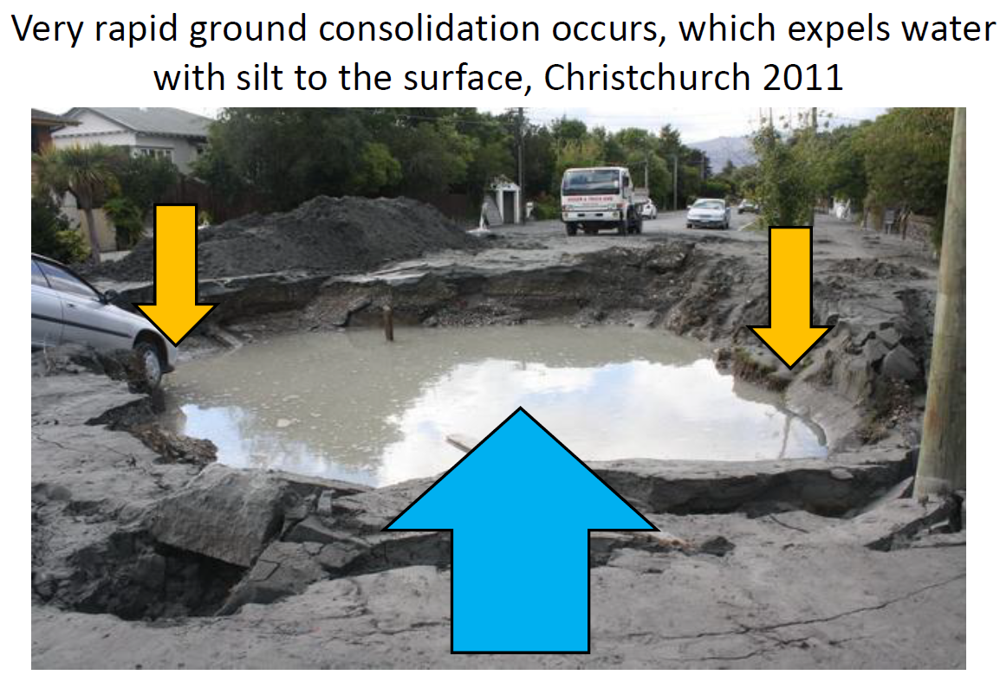 Very rapid ground consolidation occurs, which expels water
with silt to the surface, Christchurch 2011